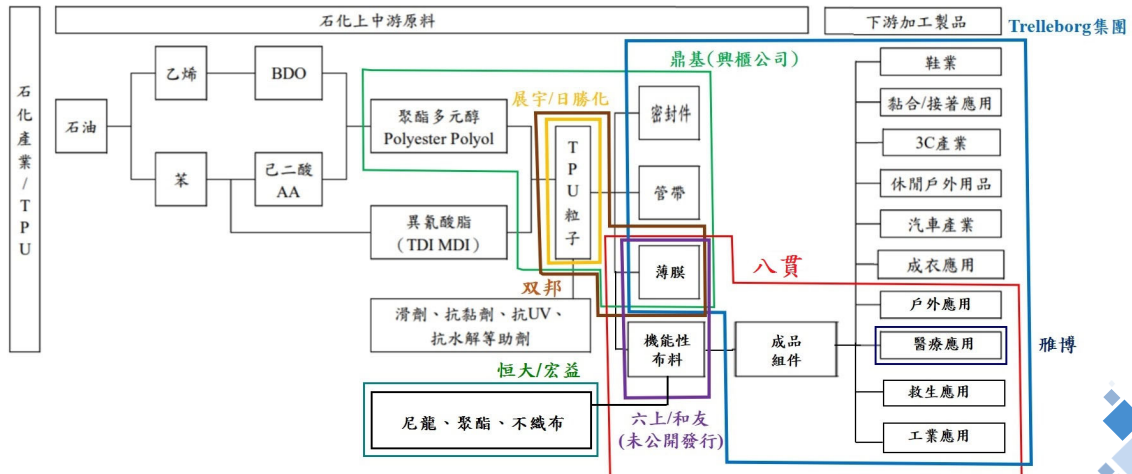 石化上中游原料
下游加工製品
Trelleborg集團
石化產業/TPU
石油
乙烯
BDO
苯
己二酸
AA
聚酯多元醇
Polyester Polyol
異氰酸脂
(TDI MDI)
滑劑、抗黏劑、抗UV、
抗水解等助劑
鼎基(興櫃公司)
展宇/日勝化
TPU粒子
双邦
密封件
管帶
薄膜
八貫
機能性
布料
成品
組件
恒大/宏益
尼龍、聚酯、不織布
六上/和友
(未公開發行)
鞋業
黏合/接著應用
3C產業
休閒戶外用品
汽車產業
成衣應用
戶外應用
醫療應用
雅博
救生應用
工業應用